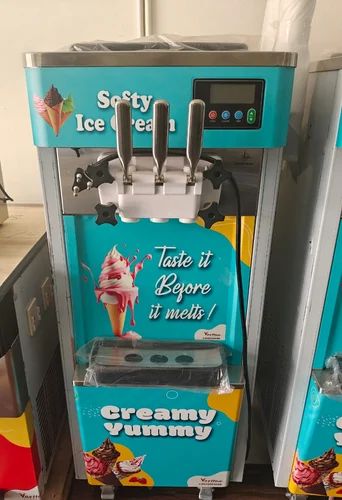 Softy
Ice Cream
Taste it
Before
it melts!
Creamy
Yummy